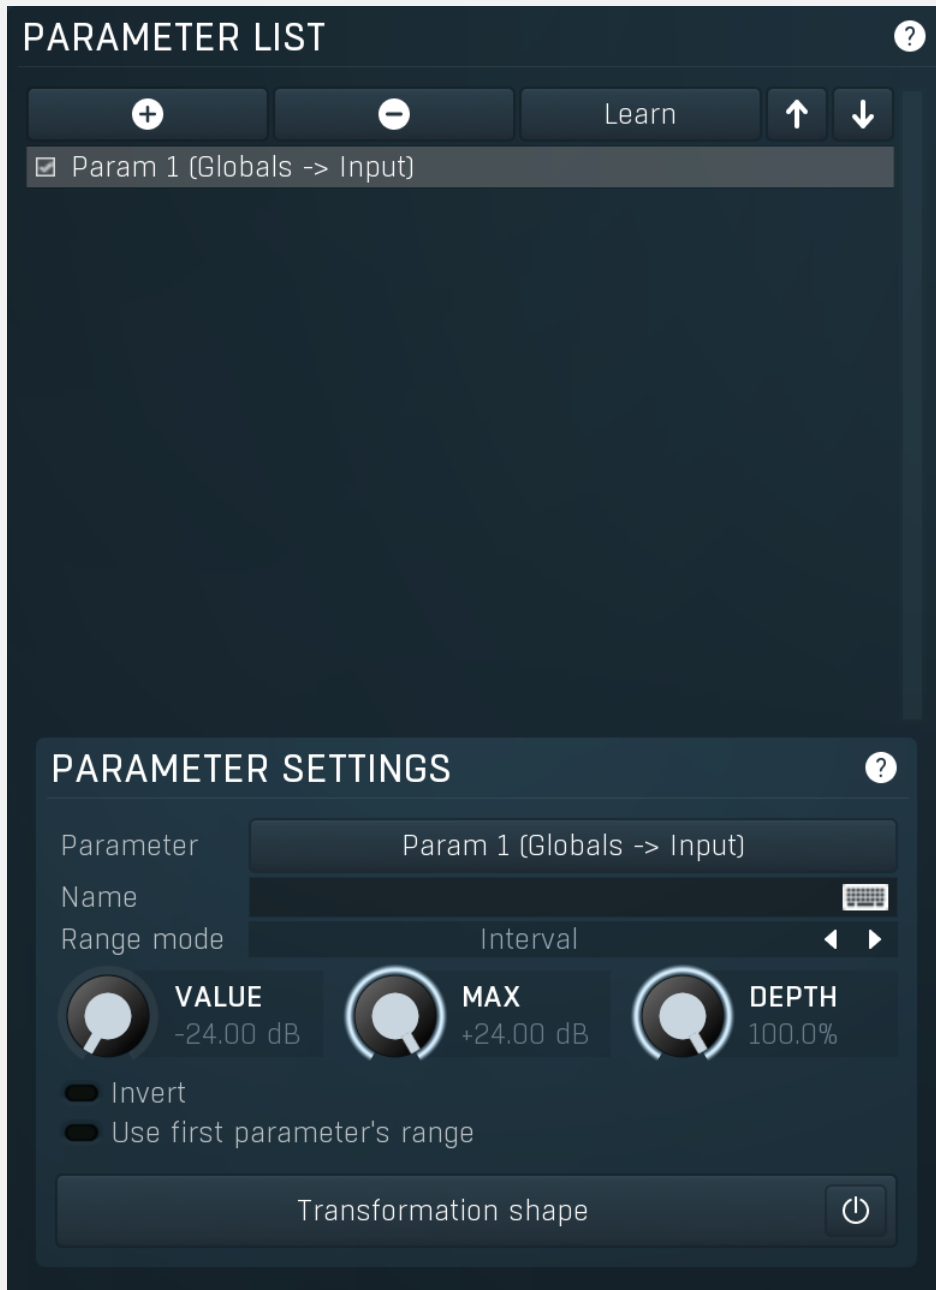 PARAMETER LIST ?
Learn
Param 1 (Globals -> Input)
PARAMETER SETTINGS ?
Parameter Param 1 (Globals -> Input)
Name
Range mode Interval
VALUE MAX DEPTH
-24.00 dB +24.00 dB 100.0%
Invert
Use first parameter's range
Transformation shape